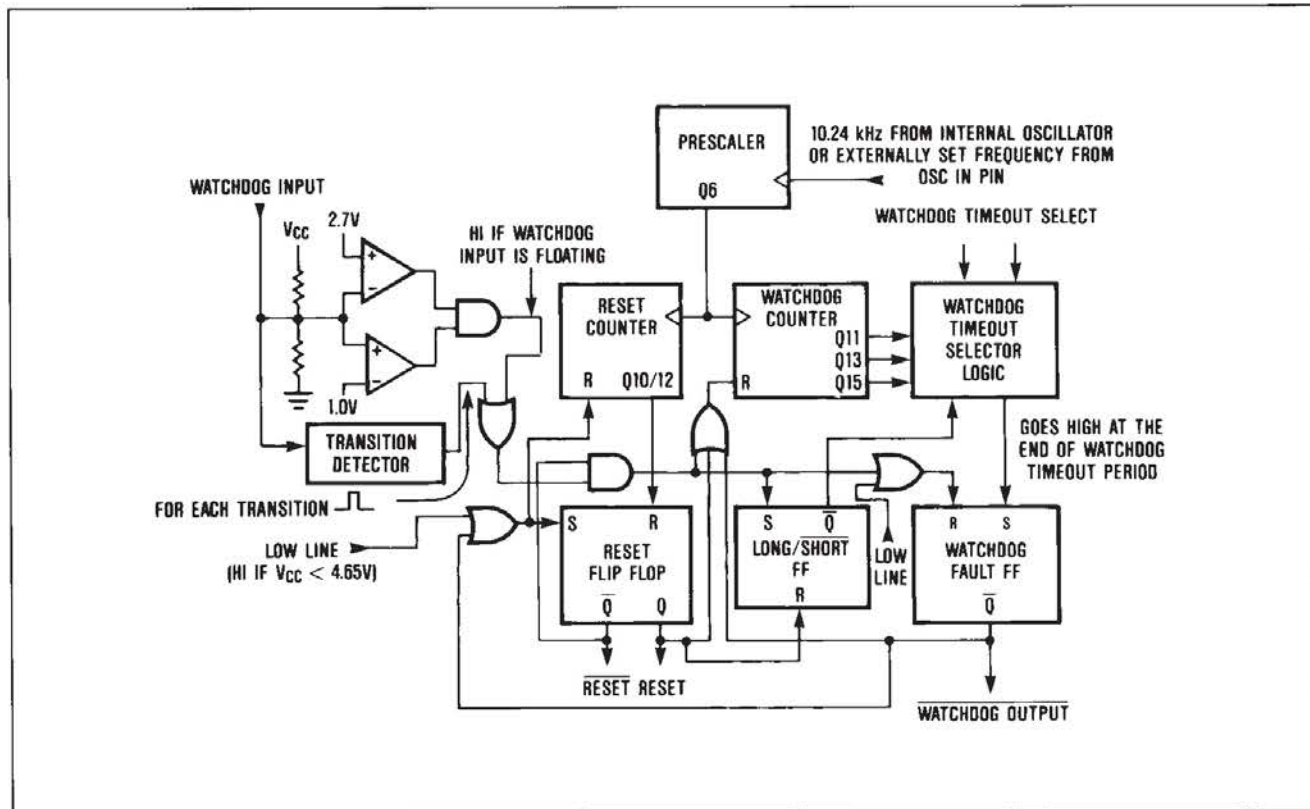 PRESCALER
Q6
10.24 kHz FROM INTERNAL OSCILLATOR
OR EXTERNALLY SET FREQUENCY FROM
OSC IN PIN
WATCHDOG INPUT
VCC
2.7V
+
−
+
−
1.0V
HI IF WATCHDOG
INPUT IS FLOATING
WATCHDOG TIMEOUT SELECT
RESET
COUNTER
R Q10/12
WATCHDOG
COUNTER
Q11
Q13
Q15
R
WATCHDOG
TIMEOUT
SELECTOR
LOGIC
TRANSITION
DETECTOR
FOR EACH TRANSITION
GOES HIGH AT THE
END OF WATCHDOG
TIMEOUT PERIOD
LOW LINE
(HI IF VCC < 4.65V)
S R
RESET
FLIP FLOP
Q̅ Q
S Q̅
LONG/S̅H̅O̅R̅T̅
FF
R
LOW
LINE
R S
WATCHDOG
FAULT FF
Q̅
R̅E̅S̅E̅T̅ RESET
W̅A̅T̅C̅H̅D̅O̅G̅ O̅U̅T̅P̅U̅T̅